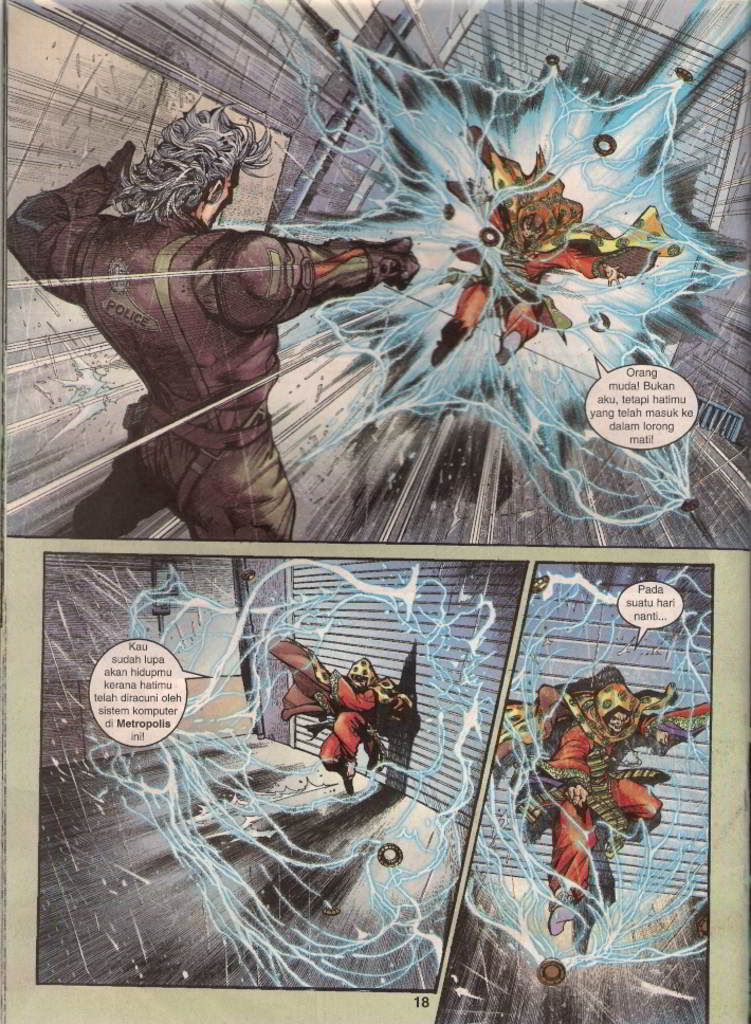 POLICE
Orang
muda! Bukan
aku, tetapi hatimu
yang telah masuk ke
dalam lorong
mati!
Kau
sudah lupa
akan hidupmu
kerana hatimu
telah diracuni oleh
sistem komputer
di Metropolis
ini!
Pada
suatu hari
nanti...
18